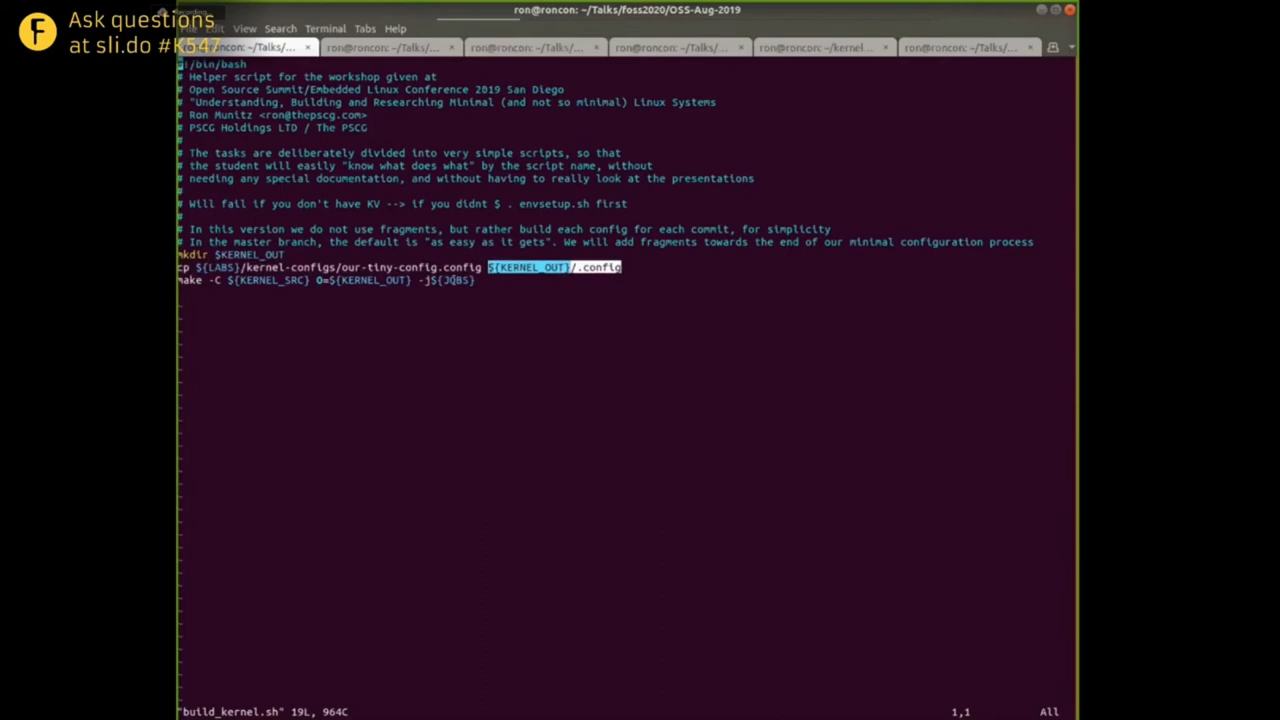 Ask questions
at sli.do #K547
ron@roncon: ~/Talks/foss2020/OSS-Aug-2019
Edit View Search Terminal Tabs Help
ncon: ~/Talks/... × ron@roncon: ~/Talks/... × ron@roncon: ~/Talks/... × ron@roncon: ~/Talks/... × ron@roncon: ~/kernel... × ron@roncon: ~/Talks/... ×
#!/bin/bash
# Helper script for the workshop given at
# Open Source Summit/Embedded Linux Conference 2019 San Diego
# "Understanding, Building and Researching Minimal (and not so minimal) Linux Systems
# Ron Munitz <ron@thepscg.com>
# PSCG Holdings LTD / The PSCG
#
# The tasks are deliberately divided into very simple scripts, so that
# the student will easily "know what does what" by the script name, without
# needing any special documentation, and without having to really look at the presentations
#
# Will fail if you don't have KV --> if you didnt $ . envsetup.sh first
#
# In this version we do not use fragments, but rather build each config for each commit, for simplicity
# In the master branch, the default is "as easy as it gets". We will add fragments towards the end of our minimal configuration process
mkdir $KERNEL_OUT
cp ${LABS}/kernel-configs/our-tiny-config.config ${KERNEL_OUT}/.config
make -C ${KERNEL_SRC} O=${KERNEL_OUT} -j${JOBS}
"build_kernel.sh" 19L, 964C 1,1 All